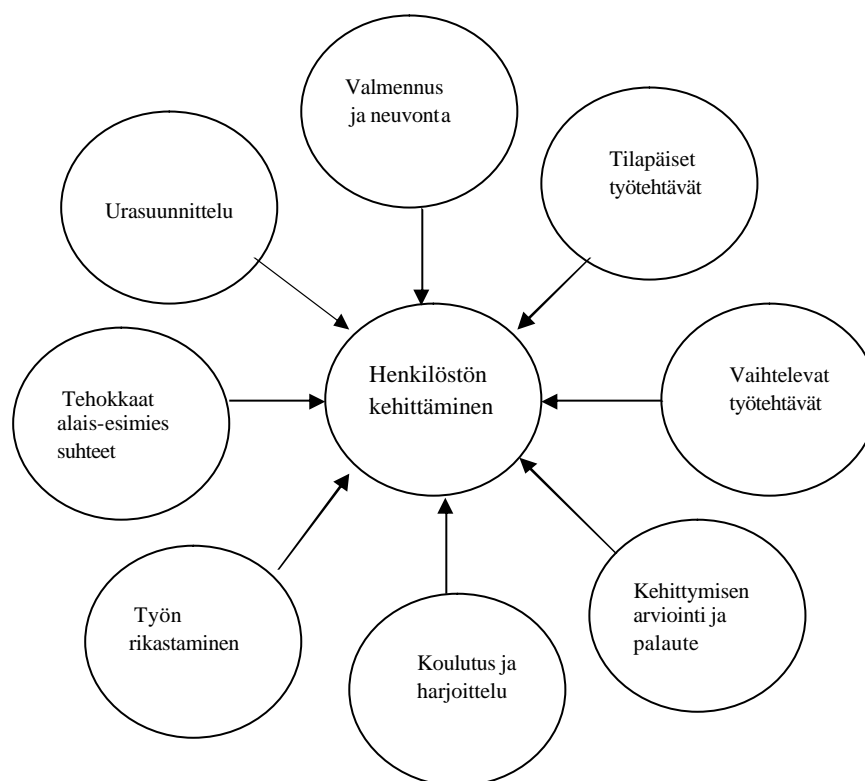 Valmennus
ja neuvonta
Tilapäiset
työtehtävät
Urasuunnittelu
Henkilöstön
kehittäminen
Vaihtelevat
työtehtävät
Tehokkaat
alais-esimies
suhteet
Kehittymisen
arviointi ja
palaute
Työn
rikastaminen
Koulutus ja
harjoittelu